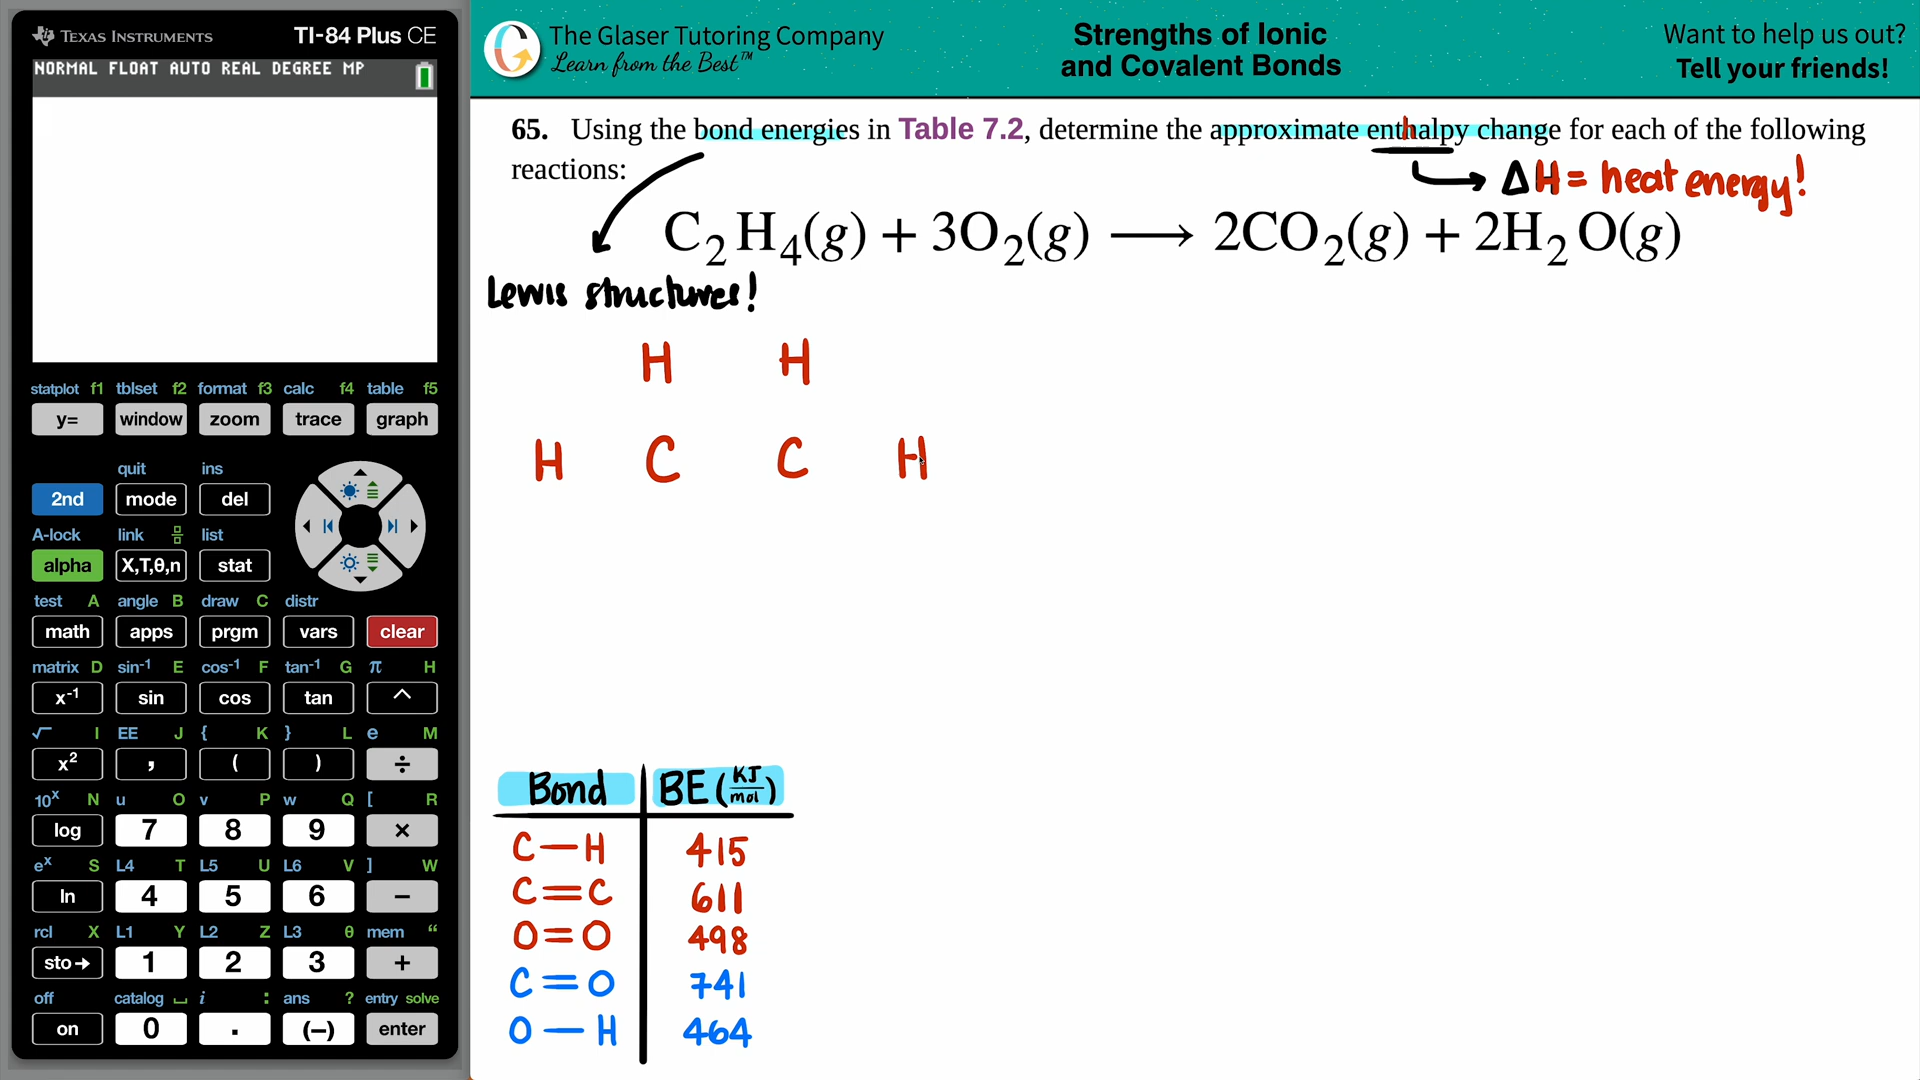 TEXAS INSTRUMENTS TI-84 Plus CE
NORMAL FLOAT AUTO REAL DEGREE MP
statplot f1 tblset f2 format f3 calc f4 table f5
y= window zoom trace graph
quit ins
2nd mode del
A-lock link list
alpha X,T,θ,n stat
test A angle B draw C distr
math apps prgm vars clear
matrix D sin⁻¹ E cos⁻¹ F tan⁻¹ G π H
x⁻¹ sin cos tan ^
√ I EE J { K } L e M
x² , ( ) ÷
10ˣ N u O v P w Q [ R
log 7 8 9 ×
eˣ S L4 T L5 U L6 V ] W
ln 4 5 6 −
rcl X L1 Y L2 Z L3 θ mem “
sto→ 1 2 3 +
off catalog ⎵ i : ans ? entry solve
on 0 . (−) enter
The Glaser Tutoring Company
Learn from the Best™
Strengths of Ionic
and Covalent Bonds
Want to help us out?
Tell your friends!
65. Using the bond energies in Table 7.2, determine the approximate enthalpy change for each of the following
reactions:
ΔH = heat energy!
C₂H₄(g) + 3O₂(g) ⟶ 2CO₂(g) + 2H₂O(g)
Lewis structures!
H H
H C C H
Bond BE (KJ/mol)
C—H 415
C=C 611
O=O 498
C=O 741
O—H 464